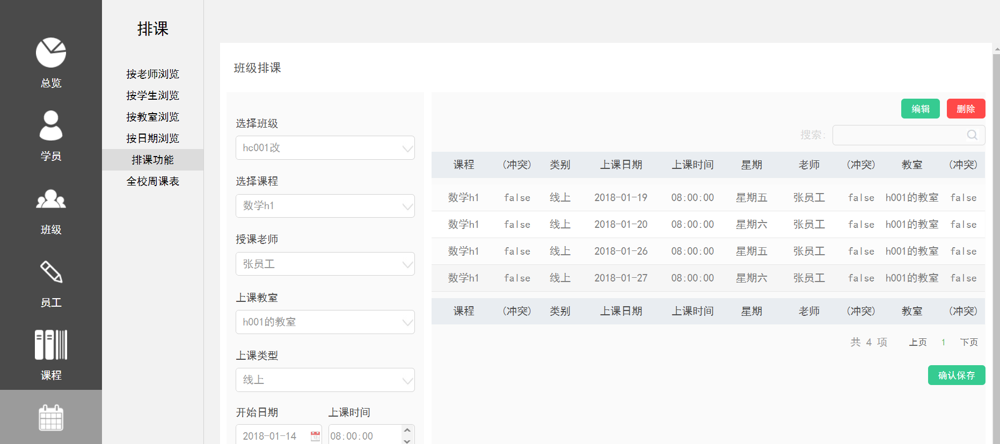 总览
学员
班级
员工
课程
排课
按老师浏览
按学生浏览
按教室浏览
按日期浏览
排课功能
全校周课表
班级排课
选择班级
hc001改
选择课程
数学h1
授课老师
张员工
上课教室
h001的教室
上课类型
线上
开始日期 上课时间
2018-01-14 08:00:00
编辑 删除
搜索:
课程 (冲突) 类别 上课日期 上课时间 星期 老师 (冲突) 教室 (冲突)
数学h1 false 线上 2018-01-19 08:00:00 星期五 张员工 false h001的教室 false
数学h1 false 线上 2018-01-20 08:00:00 星期六 张员工 false h001的教室 false
数学h1 false 线上 2018-01-26 08:00:00 星期五 张员工 false h001的教室 false
数学h1 false 线上 2018-01-27 08:00:00 星期六 张员工 false h001的教室 false
课程 (冲突) 类别 上课日期 上课时间 星期 老师 (冲突) 教室 (冲突)
共 4 项 上页 1 下页
确认保存